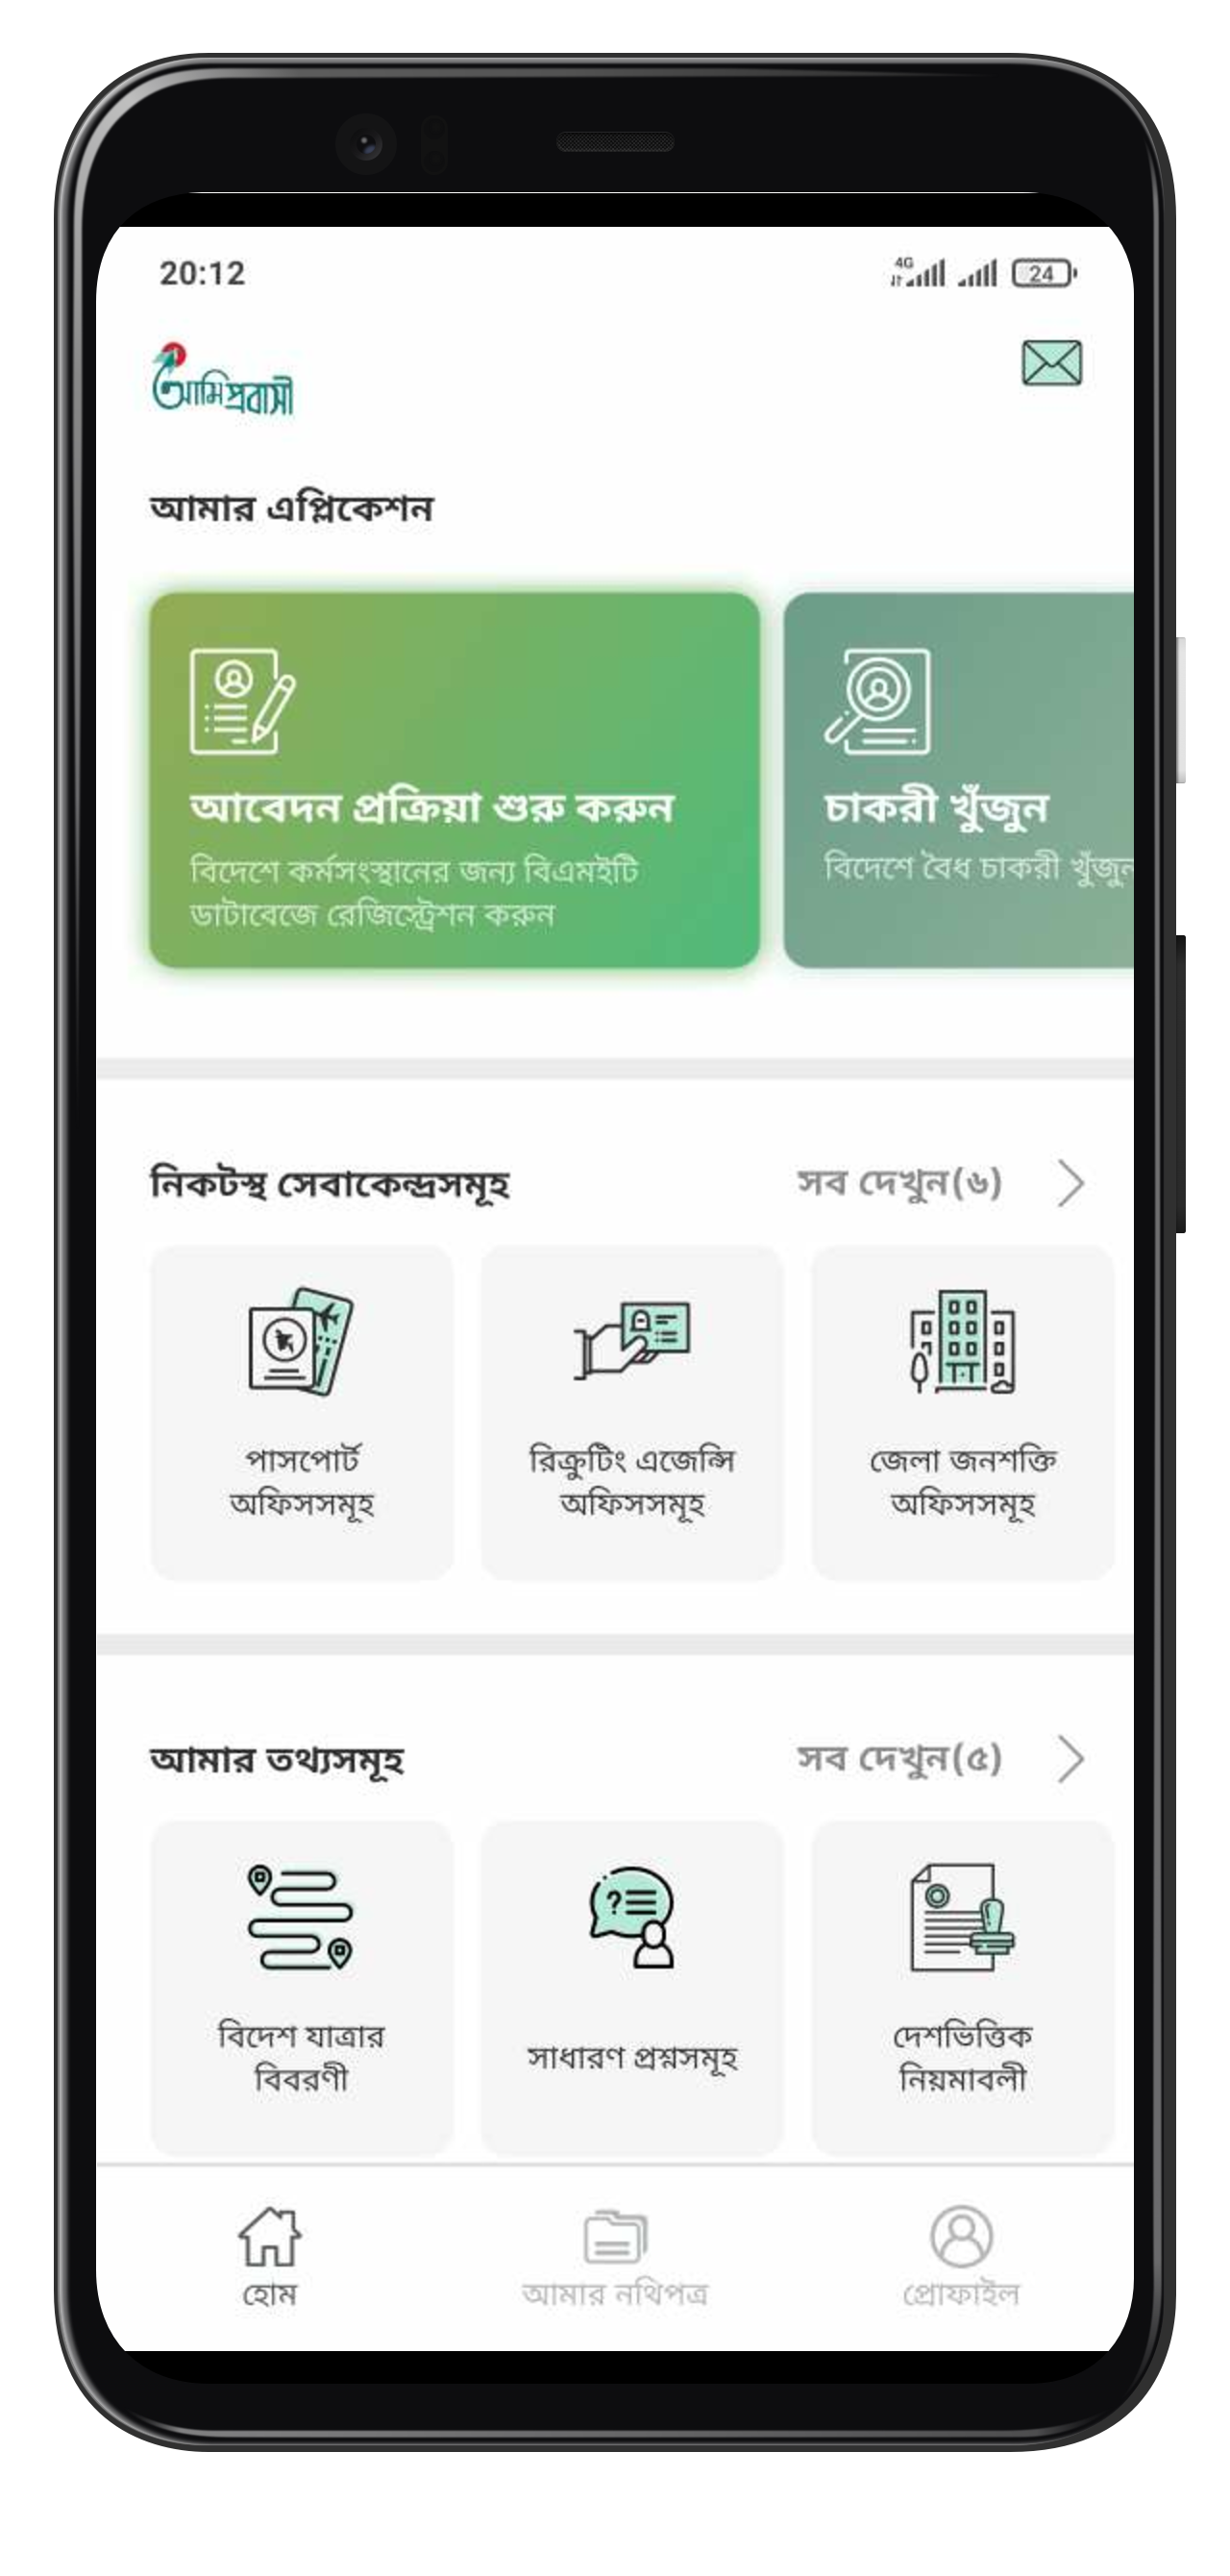 20:12
4G
24
আমি প্রবাসী
আমার এপ্লিকেশন
আবেদন প্রক্রিয়া শুরু করুন
বিদেশে কর্মসংস্থানের জন্য বিএমইটি
ডাটাবেজে রেজিস্ট্রেশন করুন
চাকরী খুঁজুন
বিদেশে বৈধ চাকরী খুঁজুন
নিকটস্থ সেবাকেন্দ্রসমূহ
সব দেখুন(৬)
পাসপোর্ট
অফিসসমূহ
রিক্রুটিং এজেন্সি
অফিসসমূহ
জেলা জনশক্তি
অফিসসমূহ
আমার তথ্যসমূহ
সব দেখুন(৫)
বিদেশ যাত্রার
বিবরণী
সাধারণ প্রশ্নসমূহ
দেশভিত্তিক
নিয়মাবলী
হোম
আমার নথিপত্র
প্রোফাইল